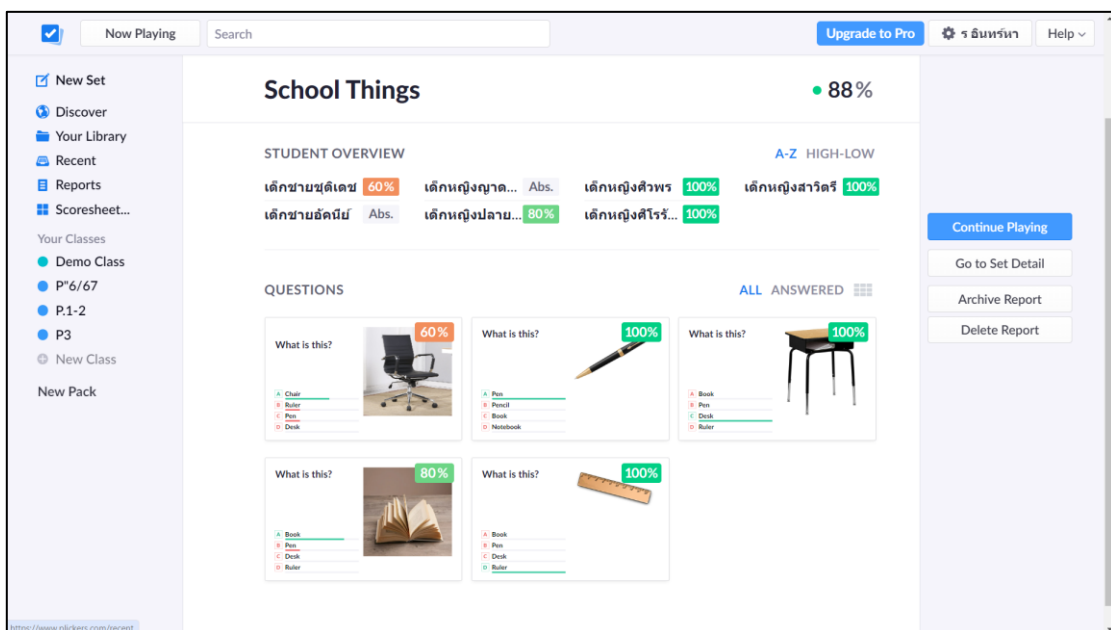 Now Playing
Search
Upgrade to Pro
ร อินทร์หา
Help
New Set
Discover
Your Library
Recent
Reports
Scoresheet...
Your Classes
Demo Class
P"6/67
P.1-2
P3
New Class
New Pack
School Things
88%
STUDENT OVERVIEW
A-Z HIGH-LOW
เด็กชายชุติเดช 60% เด็กหญิงญาด... Abs. เด็กหญิงศิวพร 100% เด็กหญิงสาวิตรี 100%
เด็กชายอัคนีย์ Abs. เด็กหญิงปลาย... 80% เด็กหญิงศิโรรั... 100%
QUESTIONS
ALL ANSWERED
What is this?
60%
A Chair
B Ruler
C Pen
D Desk
What is this?
100%
A Pen
B Pencil
C Book
D Notebook
What is this?
100%
A Book
B Pen
C Desk
D Ruler
What is this?
80%
A Book
B Pen
C Desk
D Ruler
What is this?
100%
A Book
B Pen
C Desk
D Ruler
Continue Playing
Go to Set Detail
Archive Report
Delete Report
https://www.plickers.com/recent